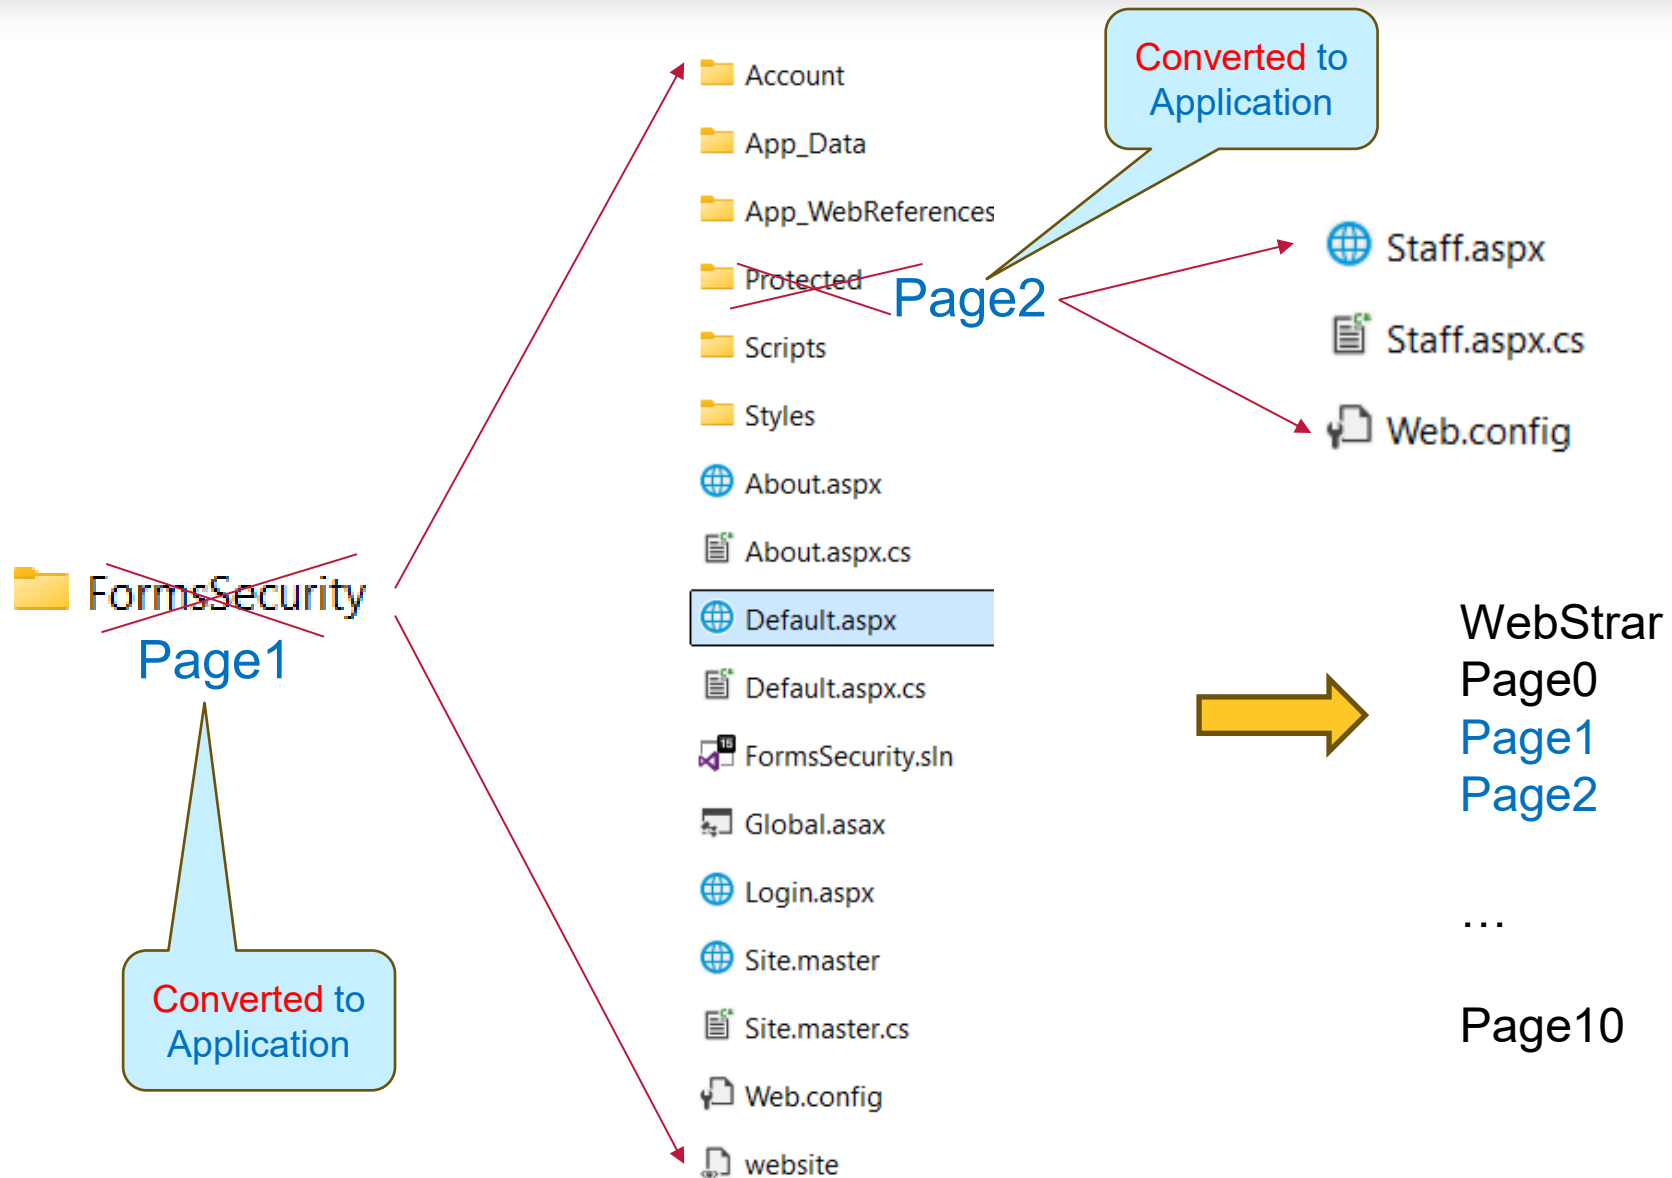 FormsSecurity
Page1
Converted to
Application
Account
App_Data
App_WebReferences
Protected
Page2
Scripts
Styles
About.aspx
About.aspx.cs
Default.aspx
Default.aspx.cs
FormsSecurity.sln
Global.asax
Login.aspx
Site.master
Site.master.cs
Web.config
website
Converted to
Application
Staff.aspx
Staff.aspx.cs
Web.config
WebStrar
Page0
Page1
Page2
…
Page10